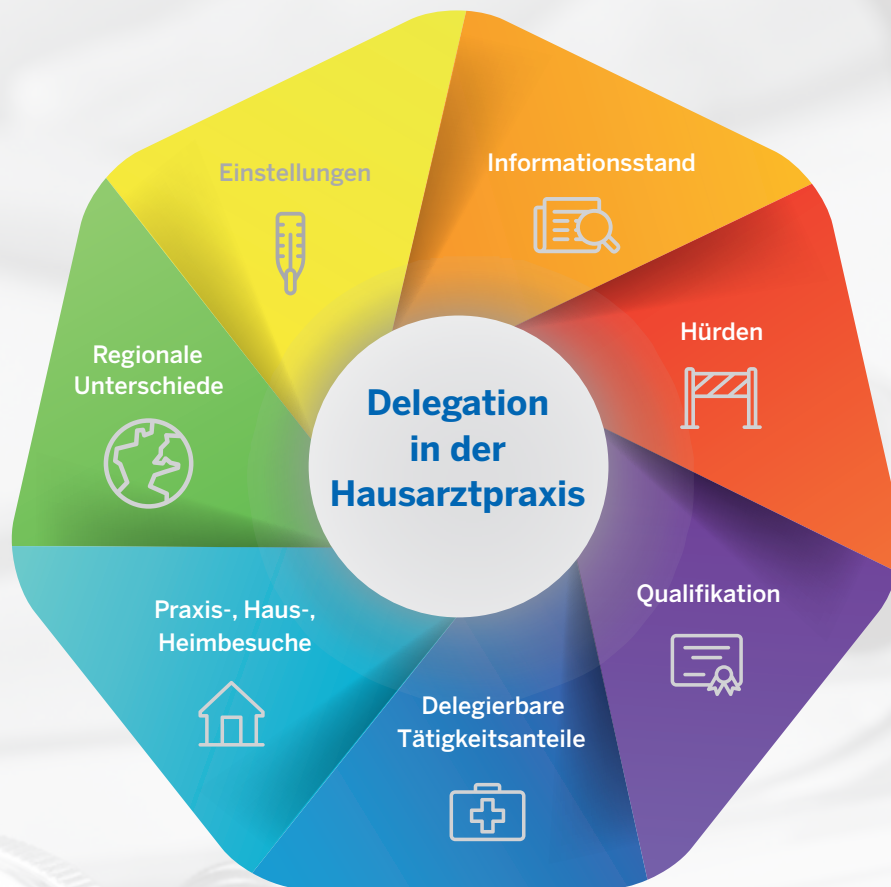 Delegation
in der
Hausarztpraxis
Einstellungen
Informationsstand
Hürden
Qualifikation
Delegierbare
Tätigkeitsanteile
Praxis-, Haus-,
Heimbesuche
Regionale
Unterschiede